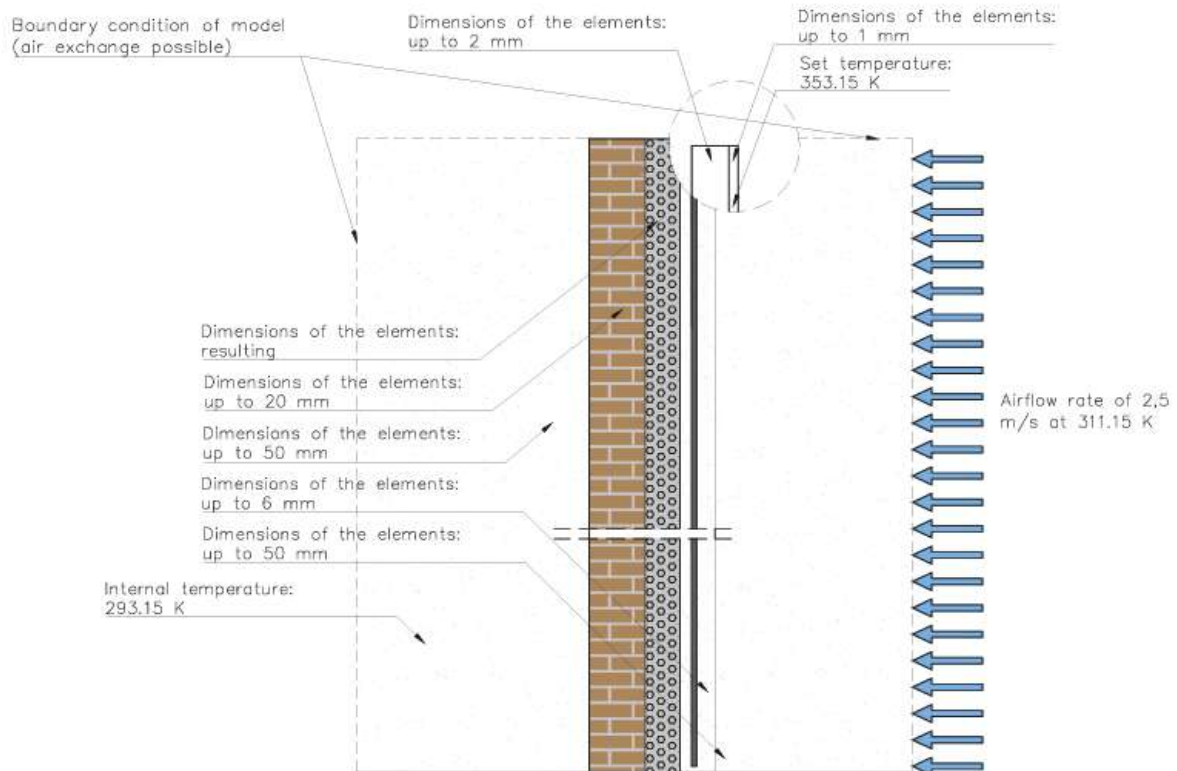 Boundary condition of model
(air exchange possible)
Dimensions of the elements:
up to 2 mm
Dimensions of the elements:
up to 1 mm
Set temperature:
353.15 K
Dimensions of the elements:
resulting
Dimensions of the elements:
up to 20 mm
Dimensions of the elements:
up to 50 mm
Dimensions of the elements:
up to 6 mm
Dimensions of the elements:
up to 50 mm
Internal temperature:
293.15 K
Airflow rate of 2,5
m/s at 311.15 K